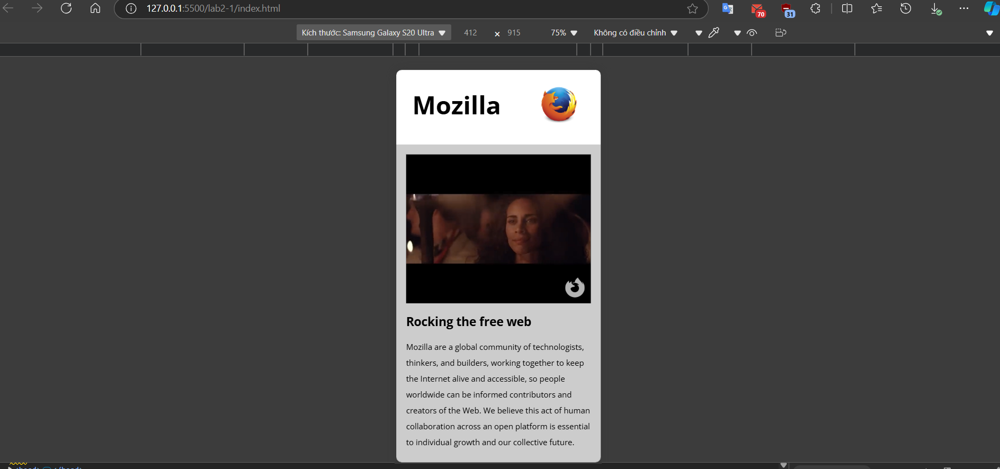 127.0.0.1:5500/lab2-1/index.html
70
31
Kích thước: Samsung Galaxy S20 Ultra
412
×
915
75%
Không có điều chỉnh
Mozilla
Rocking the free web
Mozilla are a global community of technologists,
thinkers, and builders, working together to keep
the Internet alive and accessible, so people
worldwide can be informed contributors and
creators of the Web. We believe this act of human
collaboration across an open platform is essential
to individual growth and our collective future.